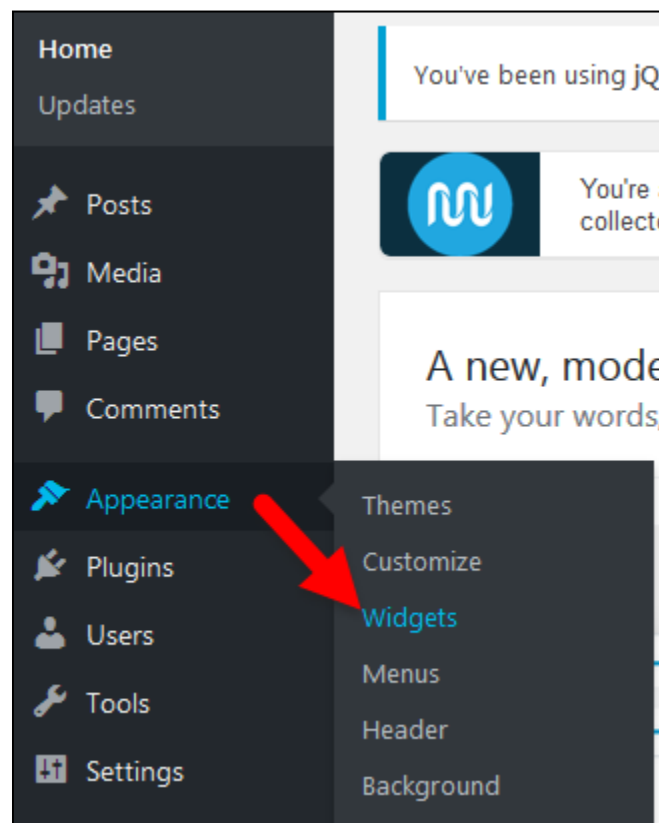 Home
Updates
Posts
Media
Pages
Comments
Appearance
Plugins
Users
Tools
Settings
Themes
Customize
Widgets
Menus
Header
Background
You've been using jQ
You're
collect
A new, mode
Take your words,